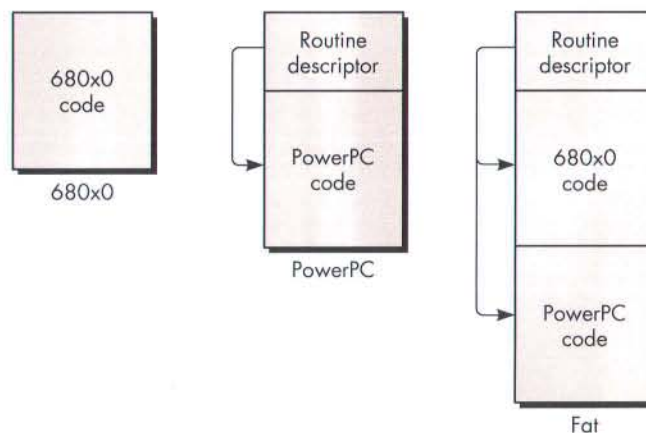 680x0
code
680x0
Routine
descriptor
PowerPC
code
PowerPC
Routine
descriptor
680x0
code
PowerPC
code
Fat